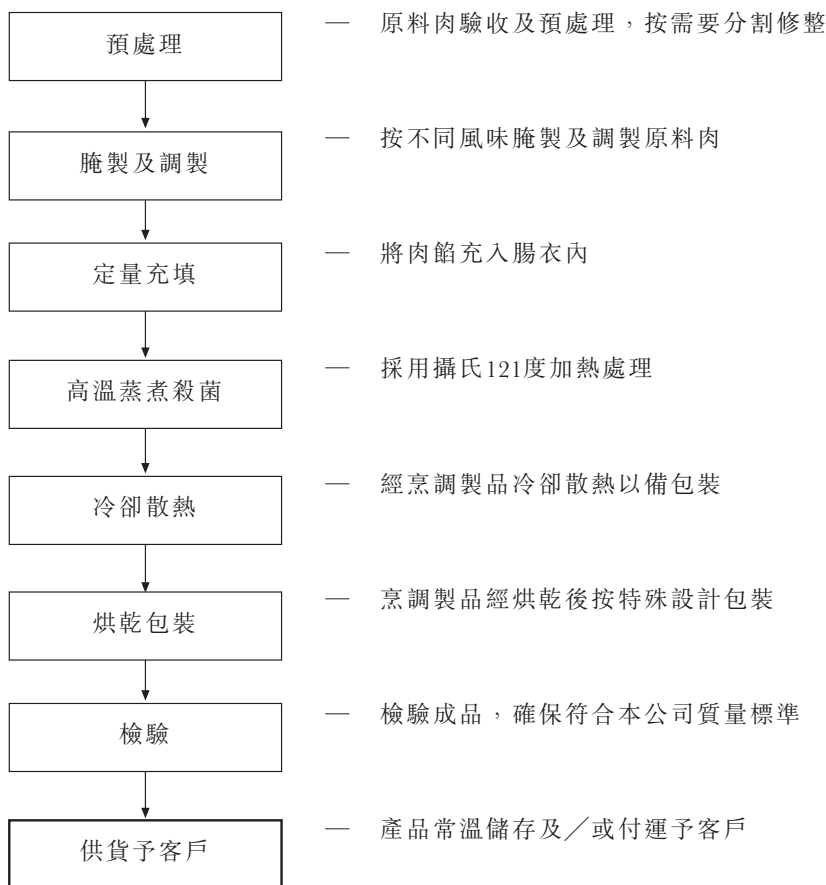 預處理 — 原料肉驗收及預處理，按需要分割修整
腌製及調製 — 按不同風味腌製及調製原料肉
定量充填 — 將肉餡充入腸衣內
高溫蒸煮殺菌 — 採用攝氏121度加熱處理
冷卻散熱 — 經烹調製品冷卻散熱以備包裝
烘乾包裝 — 烹調製品經烘乾後按特殊設計包裝
檢驗 — 檢驗成品，確保符合本公司質量標準
供貨予客戶 — 產品常溫儲存及╱或付運予客戶